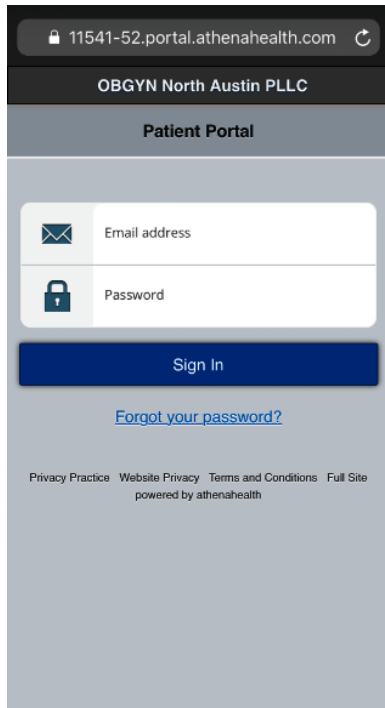 11541-52.portal.athenahealth.com
OBGYN North Austin PLLC
Patient Portal
Email address
Password
Sign In
Forgot your password?
Privacy Practice Website Privacy Terms and Conditions Full Site
powered by athenahealth